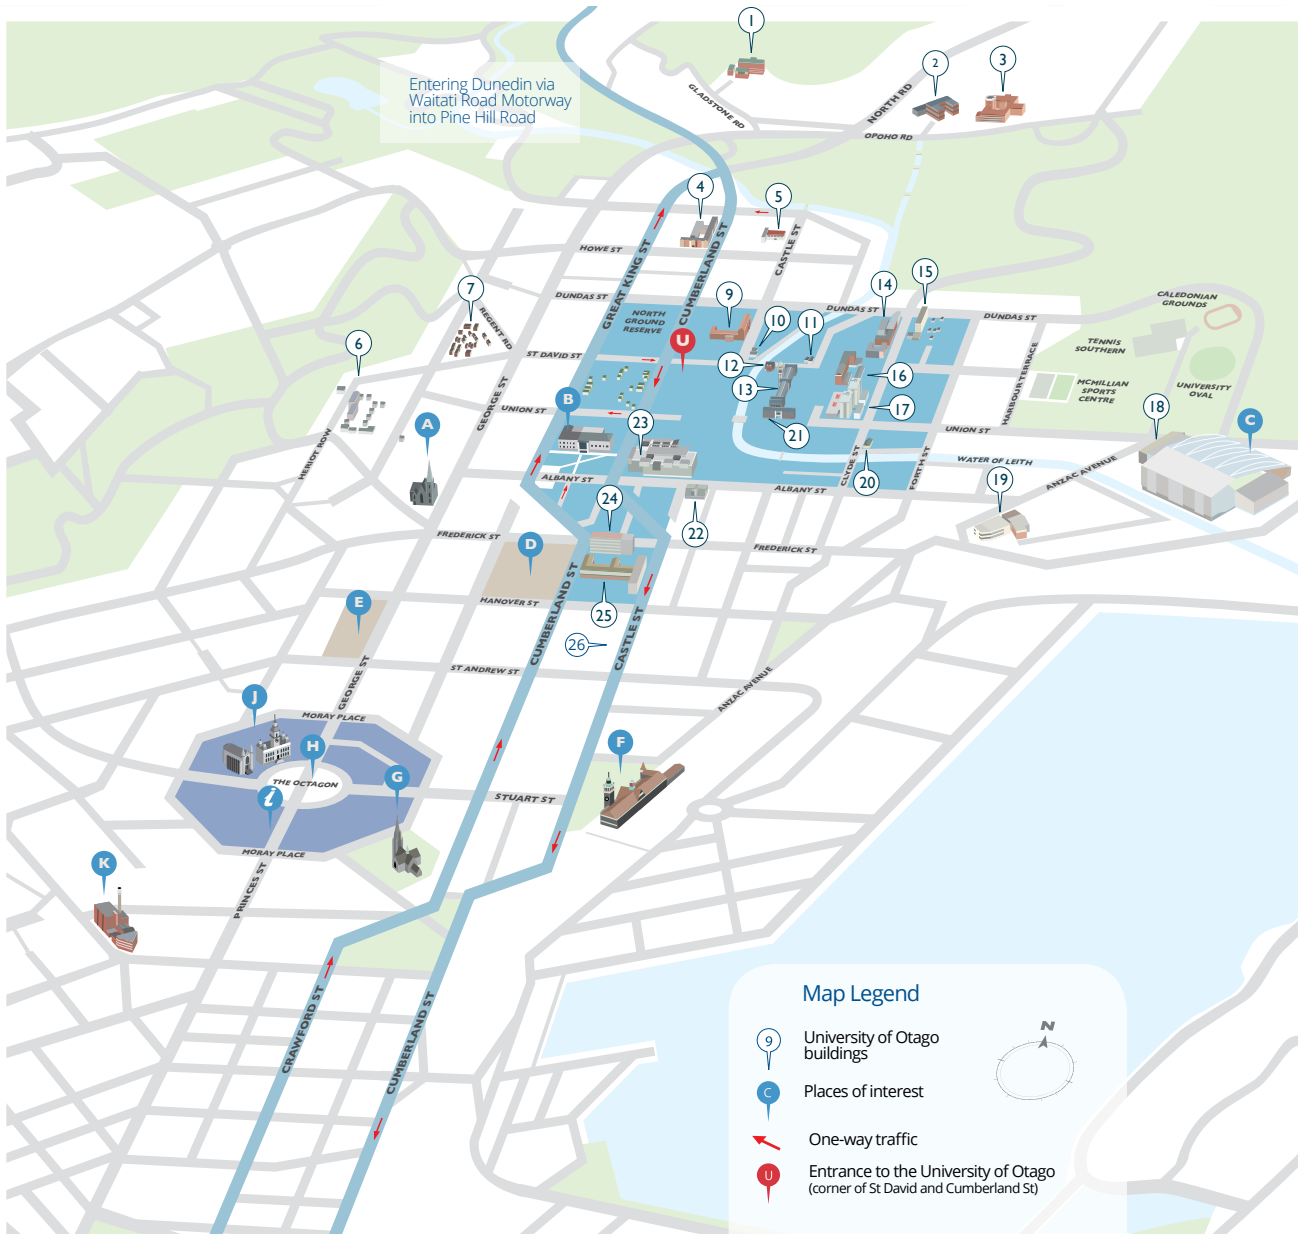 1
2
3
Entering Dunedin via
Waitati Road Motorway
into Pine Hill Road
GLADSTONE RD
NORTH RD
OPOHO RD
4
5
HOWE ST
GREAT KING ST
CUMBERLAND ST
CASTLE ST
7
REGENT RD
6
DUNDAS ST
NORTH
GROUND
RESERVE
9
10
11
DUNDAS ST
14
15
DUNDAS ST
CALEDONIAN
GROUNDS
TENNIS
SOUTHERN
HARBOUR TERRACE
MCMILLIAN
SPORTS
CENTRE
UNIVERSITY
OVAL
ST DAVID ST
U
12
13
16
17
21
GEORGE ST
UNION ST
B
23
A
HERIOT ROW
UNION ST
18
C
WATER OF LEITH
ANZAC AVENUE
CLYDE ST
FORTH ST
20
19
ALBANY ST
ALBANY ST
22
24
FREDERICK ST
D
FREDERICK ST
HANOVER ST
25
E
CUMBERLAND ST
CASTLE ST
26
ST ANDREW ST
GEORGE ST
ANZAC AVENUE
J
MORAY PLACE
H
F
THE OCTAGON
G
i
STUART ST
MORAY PLACE
K
PRINCES ST
CRAWFORD ST
CUMBERLAND ST
Map Legend
N
9
University of Otago
buildings
C
Places of interest
One-way traffic
U
Entrance to the University of Otago
(corner of St David and Cumberland St)